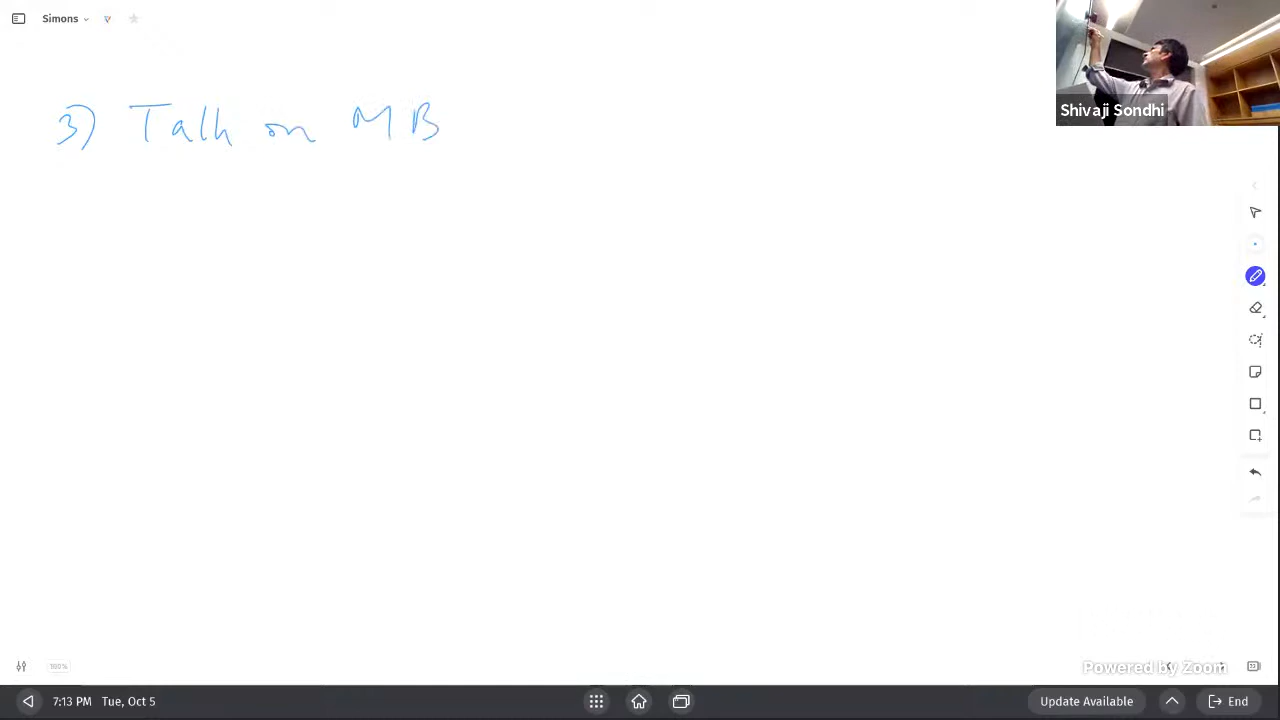 Simons
Shivaji Sondhi
3) Talk on MB
100%
Powered by Zoom
7:13 PM Tue, Oct 5
Update Available
End